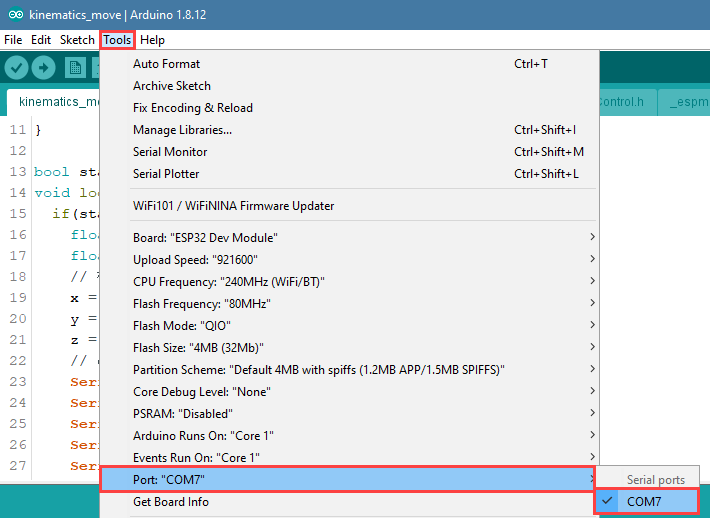 kinematics_move | Arduino 1.8.12
File Edit Sketch Tools Help
Auto Format Ctrl+T
Archive Sketch
Fix Encoding & Reload
kinematics_mo Control.h _espm
Manage Libraries... Ctrl+Shift+I
Serial Monitor Ctrl+Shift+M
Serial Plotter Ctrl+Shift+L
WiFi101 / WiFiNINA Firmware Updater
Board: "ESP32 Dev Module"
Upload Speed: "921600"
CPU Frequency: "240MHz (WiFi/BT)"
Flash Frequency: "80MHz"
Flash Mode: "QIO"
Flash Size: "4MB (32Mb)"
Partition Scheme: "Default 4MB with spiffs (1.2MB APP/1.5MB SPIFFS)"
Core Debug Level: "None"
PSRAM: "Disabled"
Arduino Runs On: "Core 1"
Events Run On: "Core 1"
Port: "COM7"
Get Board Info
Serial ports
COM7
11 }
12
13 bool sta
14 void loo
15 if(sta
16 floa
17 floa
18 //
19 x =
20 y =
21 z =
22 //
23 Ser
24 Ser
25 Ser
26 Ser
27 Ser